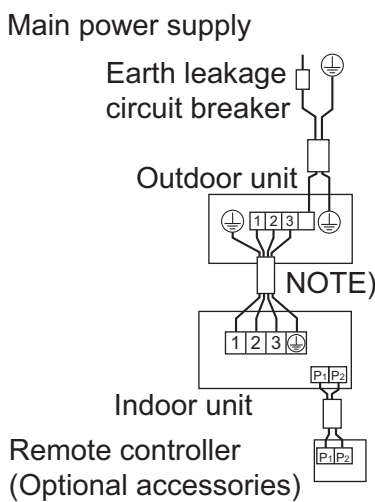 Main power supply
Earth leakage
circuit breaker
Outdoor unit
1 2 3
NOTE)
1 2 3
P1 P2
Indoor unit
Remote controller
(Optional accessories)
P1 P2